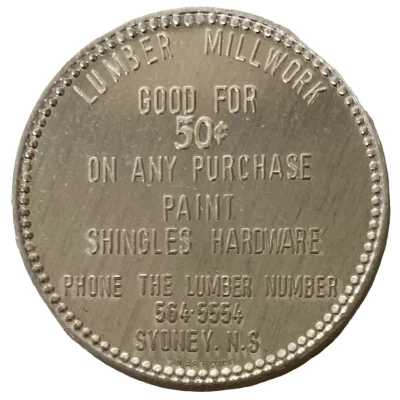 LUMBER MILLWORK
GOOD FOR
50¢
ON ANY PURCHASE
PAINT
SHINGLES HARDWARE
PHONE THE LUMBER NUMBER
564-5554
SYDNEY, N.S